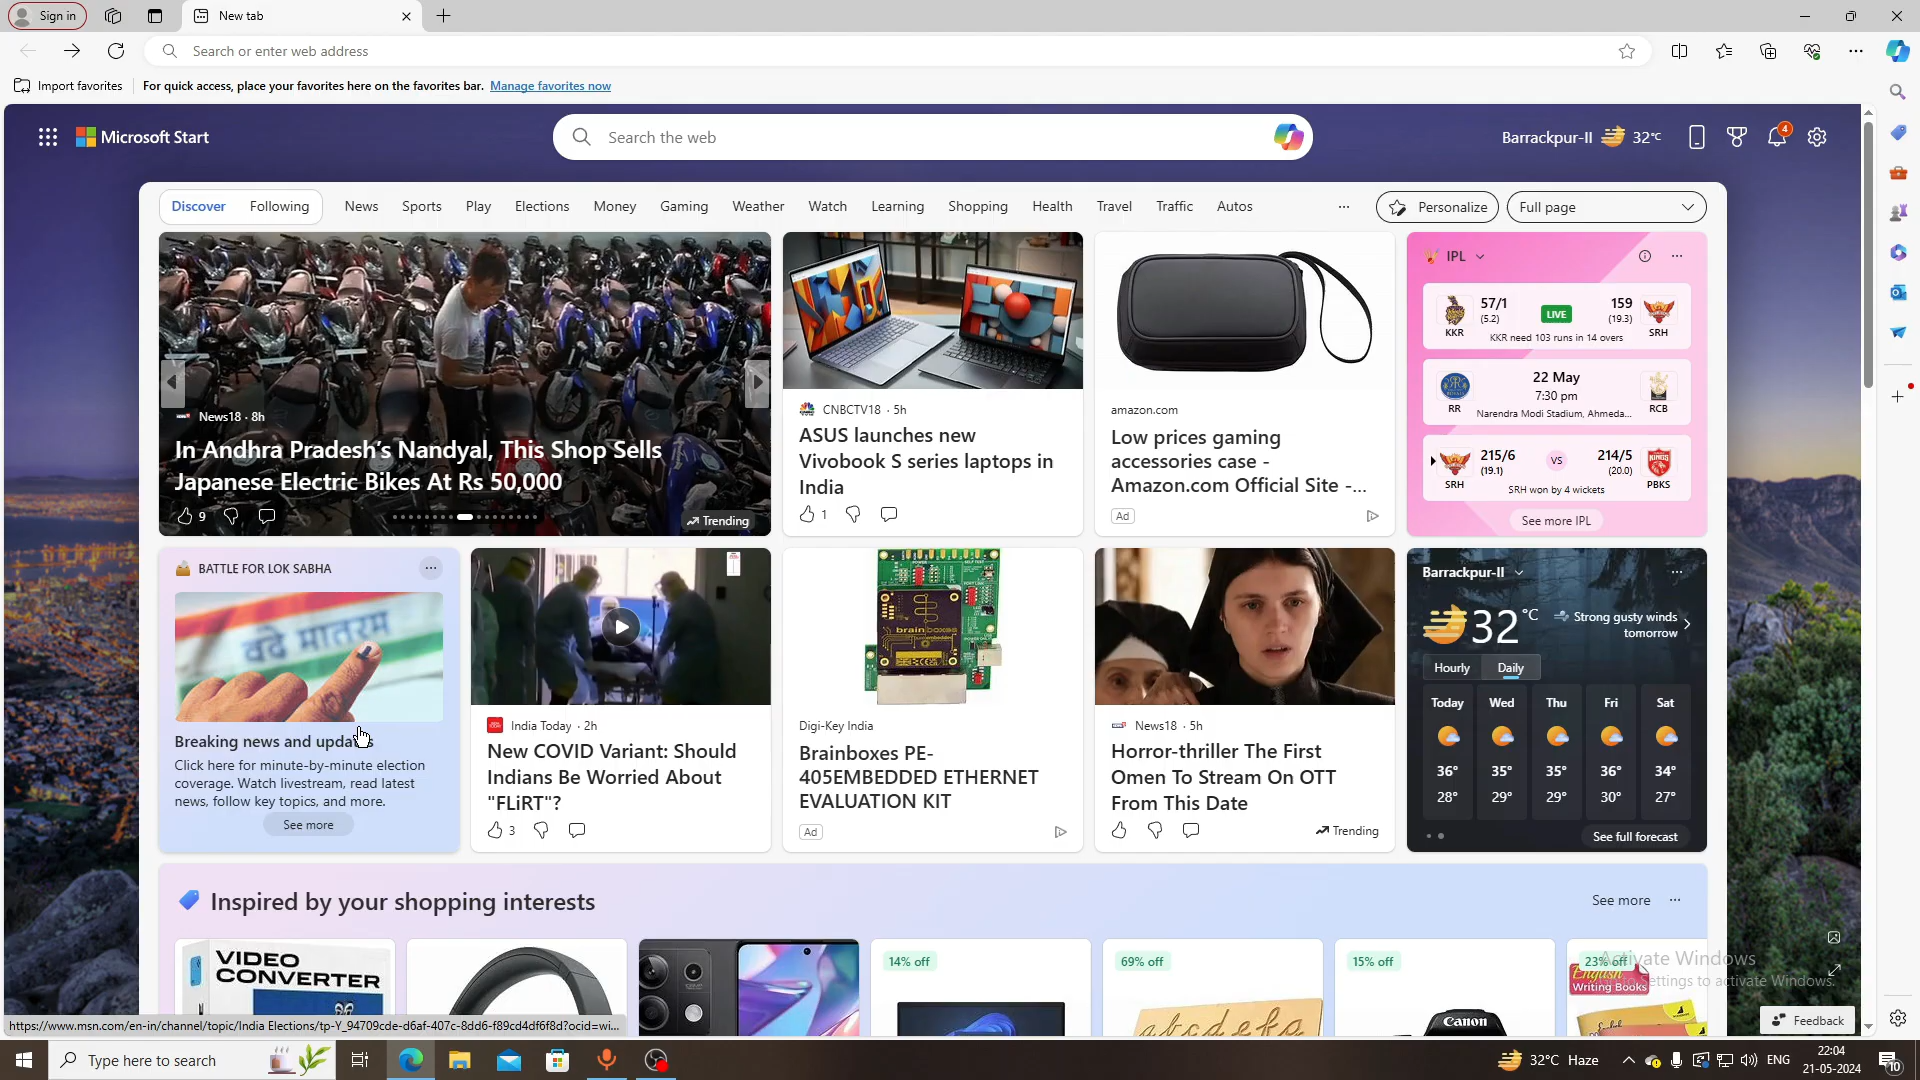 Sign in
New tab
Search or enter web address
Import favorites
For quick access, place your favorites here on the favorites bar. Manage favorites now
Microsoft Start
Search the web
Barrackpur-II 32°C
4
Discover Following News Sports Play Elections Money Gaming Weather Watch Learning Shopping Health Travel Traffic Autos
Personalize
Full page
News18 · 8h
In Andhra Pradesh's Nandyal, This Shop Sells
Japanese Electric Bikes At Rs 50,000
9
Trending
CNBCTV18 · 5h
ASUS launches new
Vivobook S series laptops in
India
1
amazon.com
Low prices gaming
accessories case -
Amazon.com Official Site -...
Ad
IPL
57/1 159
(5.2) LIVE (19.3)
KKR SRH
KKR need 103 runs in 14 overs
22 May
7:30 pm
RR RCB
Narendra Modi Stadium, Ahmeda...
215/6 VS 214/5
(19.1) (20.0)
SRH PBKS
SRH won by 4 wickets
See more IPL
BATTLE FOR LOK SABHA
वंदे मातरम
Breaking news and updates
Click here for minute-by-minute election
coverage. Watch livestream, read latest
news, follow key topics, and more.
See more
India Today · 2h
New COVID Variant: Should
Indians Be Worried About
"FLiRT"?
3
brainboxes
Digi-Key India
Brainboxes PE-
405EMBEDDED ETHERNET
EVALUATION KIT
Ad
News18 · 5h
Horror-thriller The First
Omen To Stream On OTT
From This Date
Trending
Barrackpur-II
32°C
Strong gusty winds
tomorrow
Hourly Daily
Today Wed Thu Fri Sat
36° 35° 35° 36° 34°
28° 29° 29° 30° 27°
See full forecast
Inspired by your shopping interests
See more
VIDEO
CONVERTER
14% off
69% off
15% off
23% off
English
Writing Books
Canon
Activate Windows
Settings to activate Windows.
Feedback
https://www.msn.com/en-in/channel/topic/India Elections/tp-Y_94709cde-d6af-407c-8dd6-f89cd4df6f8d?ocid=wi...
Type here to search
32°C Haze
ENG
22:04
21-05-2024
10